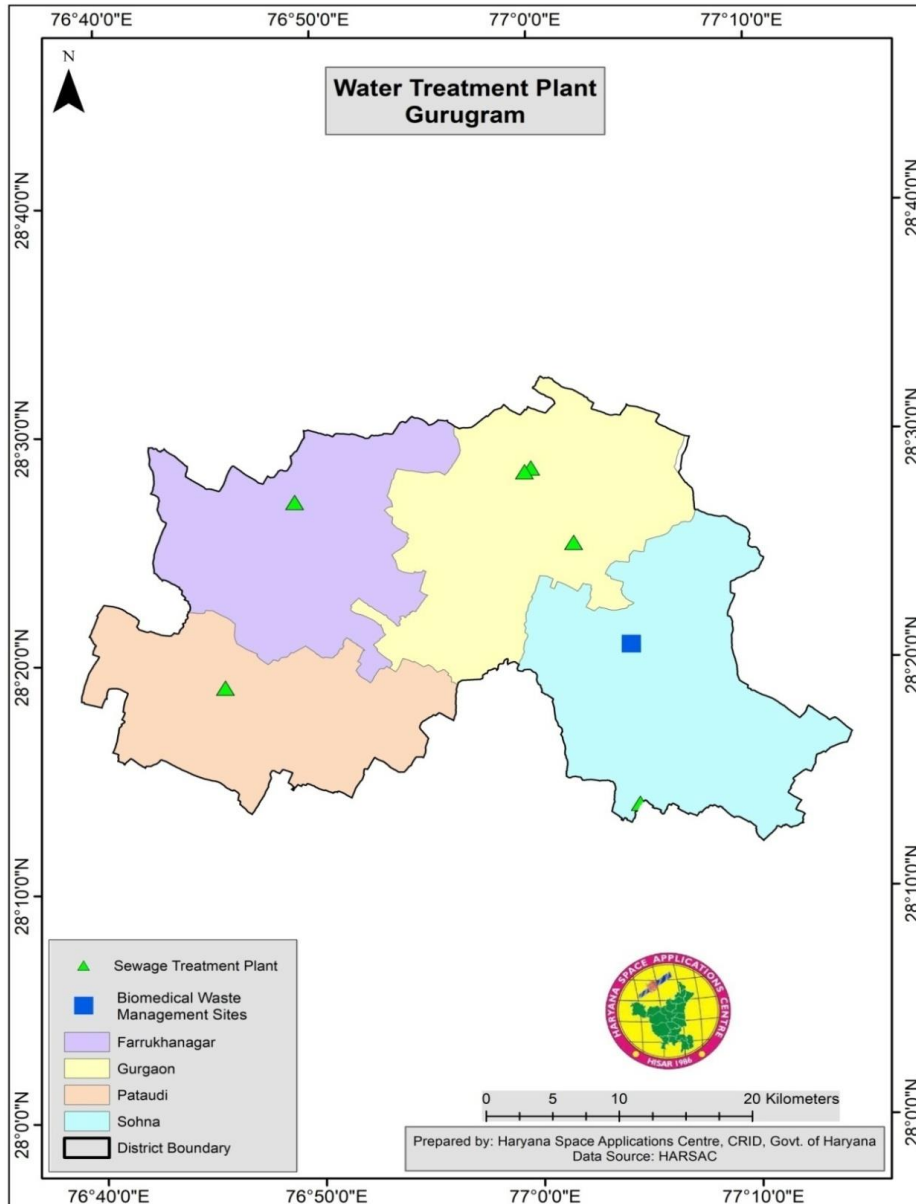 76°40'0"E
76°50'0"E
77°0'0"E
77°10'0"E
N
Water Treatment Plant
Gurugram
28°40'0"N
28°40'0"N
28°30'0"N
28°30'0"N
28°20'0"N
28°20'0"N
28°10'0"N
28°10'0"N
28°0'0"N
28°0'0"N
Sewage Treatment Plant
Biomedical Waste
Management Sites
Farrukhanagar
Gurgaon
Pataudi
Sohna
District Boundary
HARYANA SPACE APPLICATIONS CENTRE
HISAR 1986
0 5 10 20 Kilometers
Prepared by: Haryana Space Applications Centre, CRID, Govt. of Haryana
Data Source: HARSAC
76°40'0"E
76°50'0"E
77°0'0"E
77°10'0"E